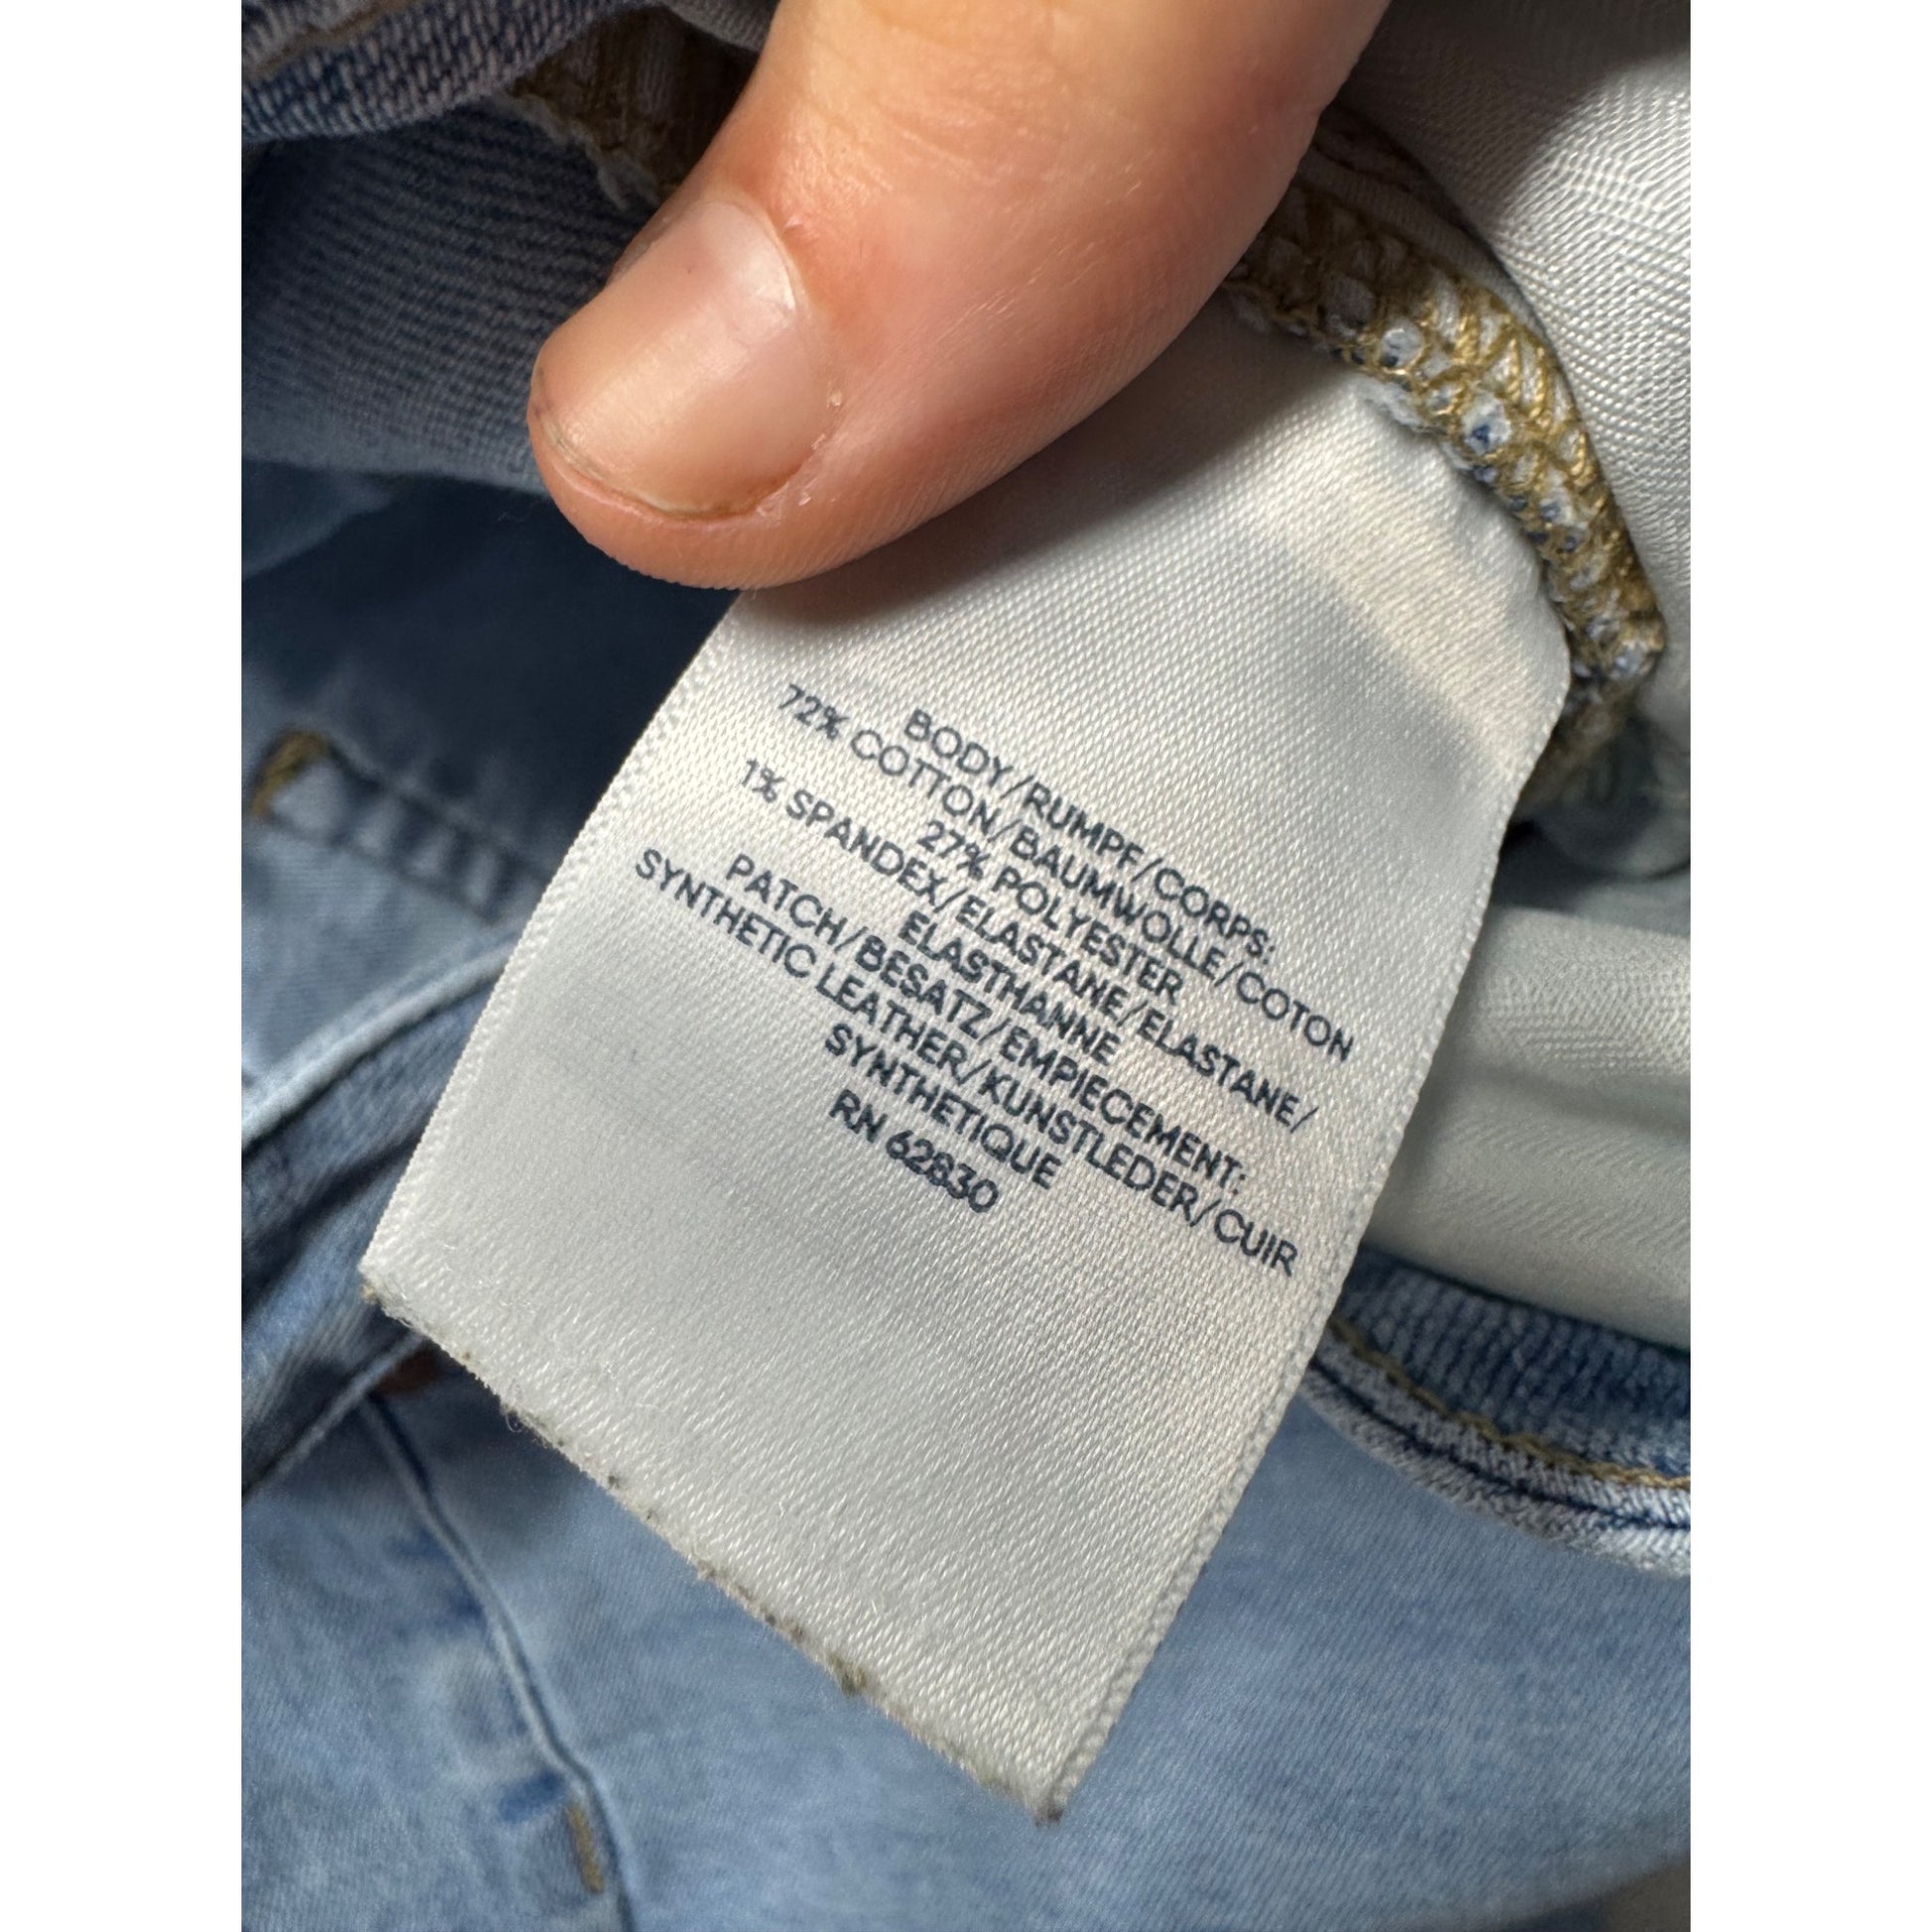 BODY/RUMPF/CORPS:
72% COTTON/BAUMWOLLE/COTON
27% POLYESTER
1% SPANDEX/ELASTANE/ELASTANE/
ELASTHANNE
PATCH/BESATZ/EMPIECEMENT:
SYNTHETIC LEATHER/KUNSTLEDER/CUIR
SYNTHETIQUE
RN 62830